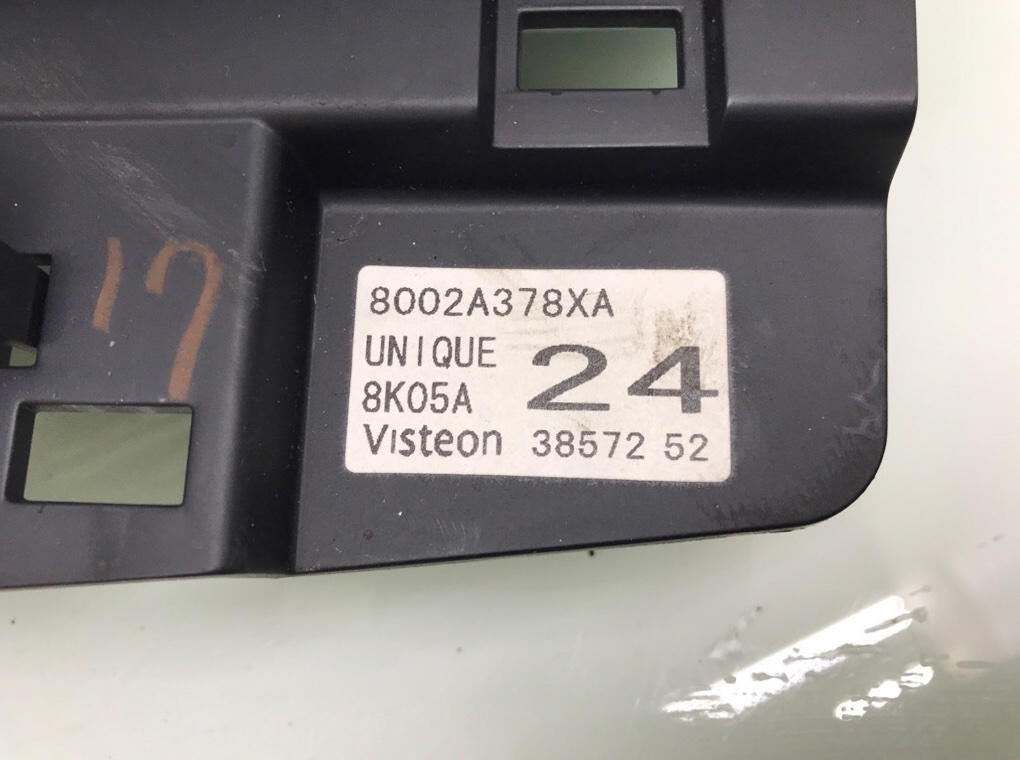 17
8002A378XA
UNIQUE
8K05A
24
Visteon 38572 52